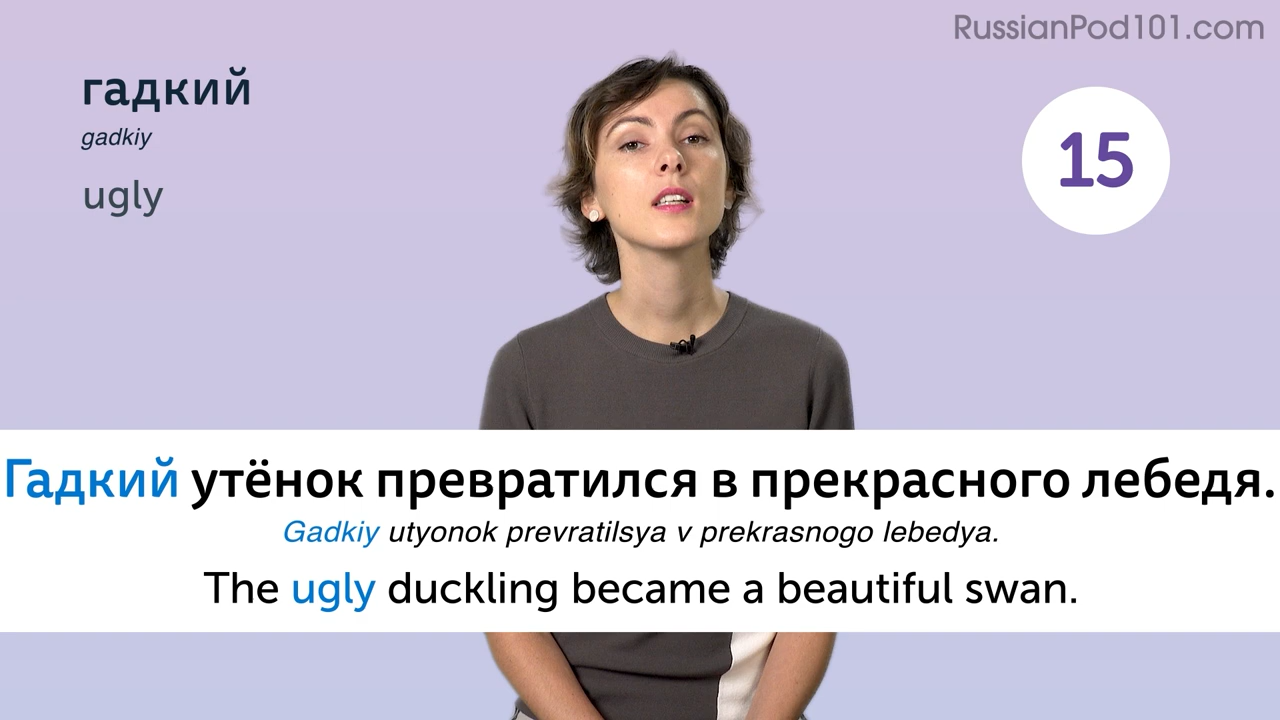 RussianPod101.com
гадкий
gadkiy
ugly
15
Гадкий утёнок превратился в прекрасного лебедя.
Gadkiy utyonok prevratilsya v prekrasnogo lebedya.
The ugly duckling became a beautiful swan.